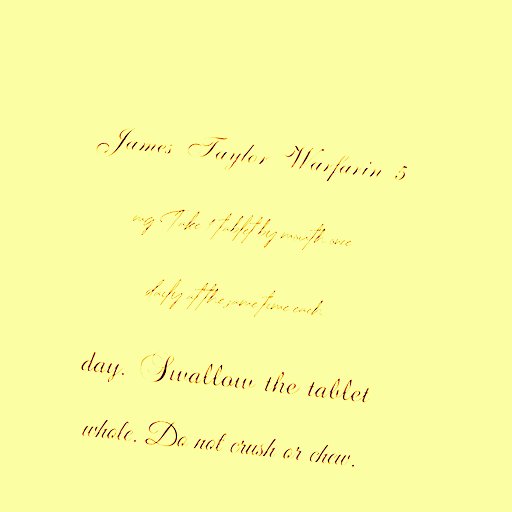 James Taylor Warfarin 5
mg Take 1 tablet by mouth once
daily at the same time each
day. Swallow the tablet
whole. Do not crush or chew.